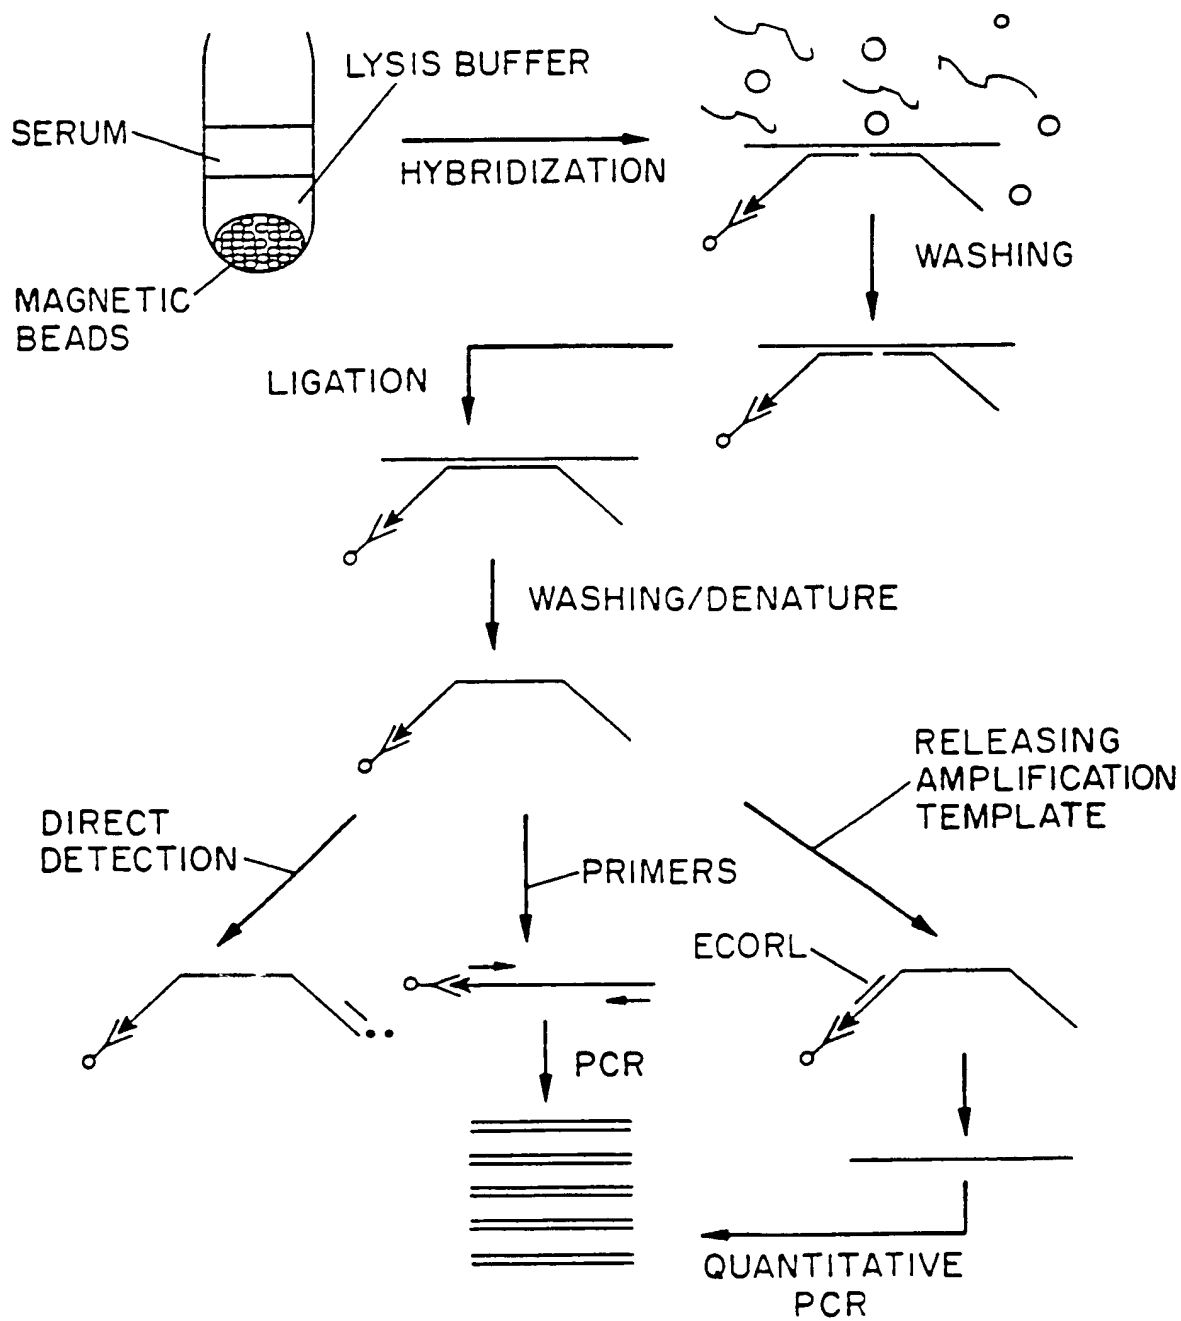 LYSIS BUFFER
SERUM
HYBRIDIZATION
MAGNETIC
BEADS
WASHING
LIGATION
WASHING/DENATURE
RELEASING
AMPLIFICATION
TEMPLATE
DIRECT
DETECTION
PRIMERS
ECORL
PCR
QUANTITATIVE
PCR